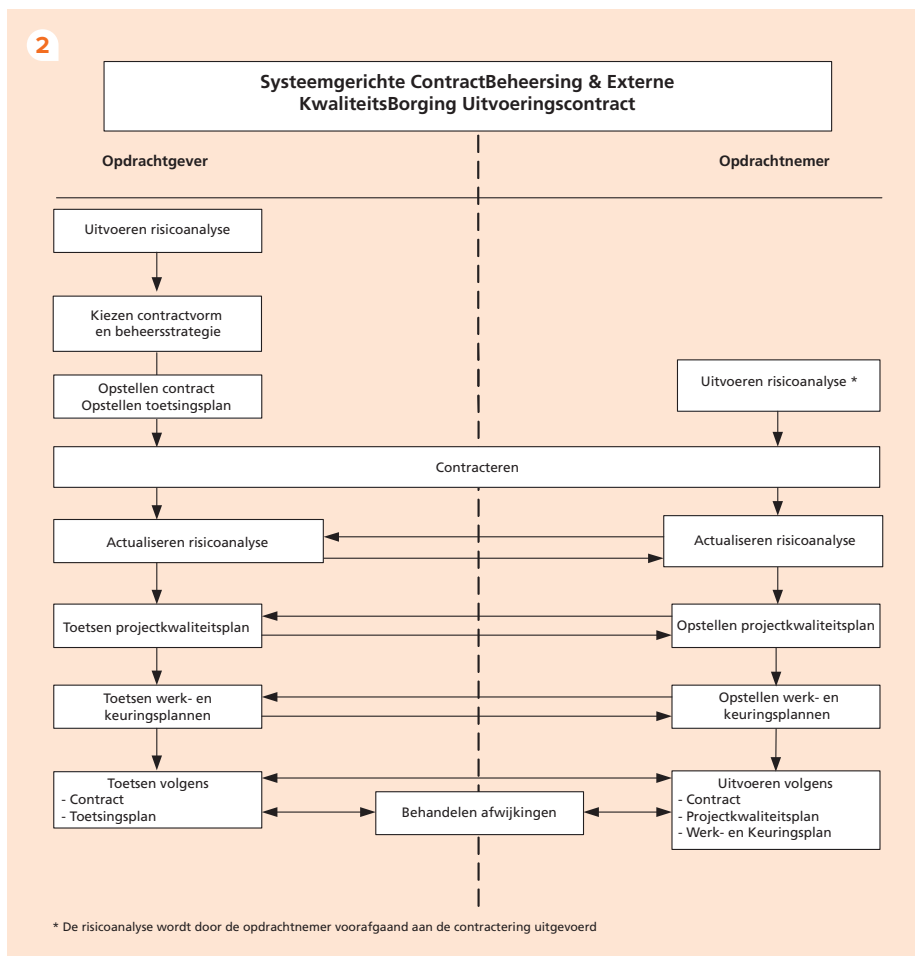 2
Systeemgerichte ContractBeheersing & Externe
KwaliteitsBorging Uitvoeringscontract
Opdrachtgever
Opdrachtnemer
Uitvoeren risicoanalyse
Kiezen contractvorm
en beheersstrategie
Opstellen contract
Opstellen toetsingsplan
Uitvoeren risicoanalyse *
Contracteren
Actualiseren risicoanalyse
Actualiseren risicoanalyse
Toetsen projectkwaliteitsplan
Opstellen projectkwaliteitsplan
Toetsen werk- en
keuringsplannen
Opstellen werk- en
keuringsplannen
Toetsen volgens
- Contract
- Toetsingsplan
Behandelen afwijkingen
Uitvoeren volgens
- Contract
- Projectkwaliteitsplan
- Werk- en Keuringsplan
* De risicoanalyse wordt door de opdrachtnemer voorafgaand aan de contractering uitgevoerd